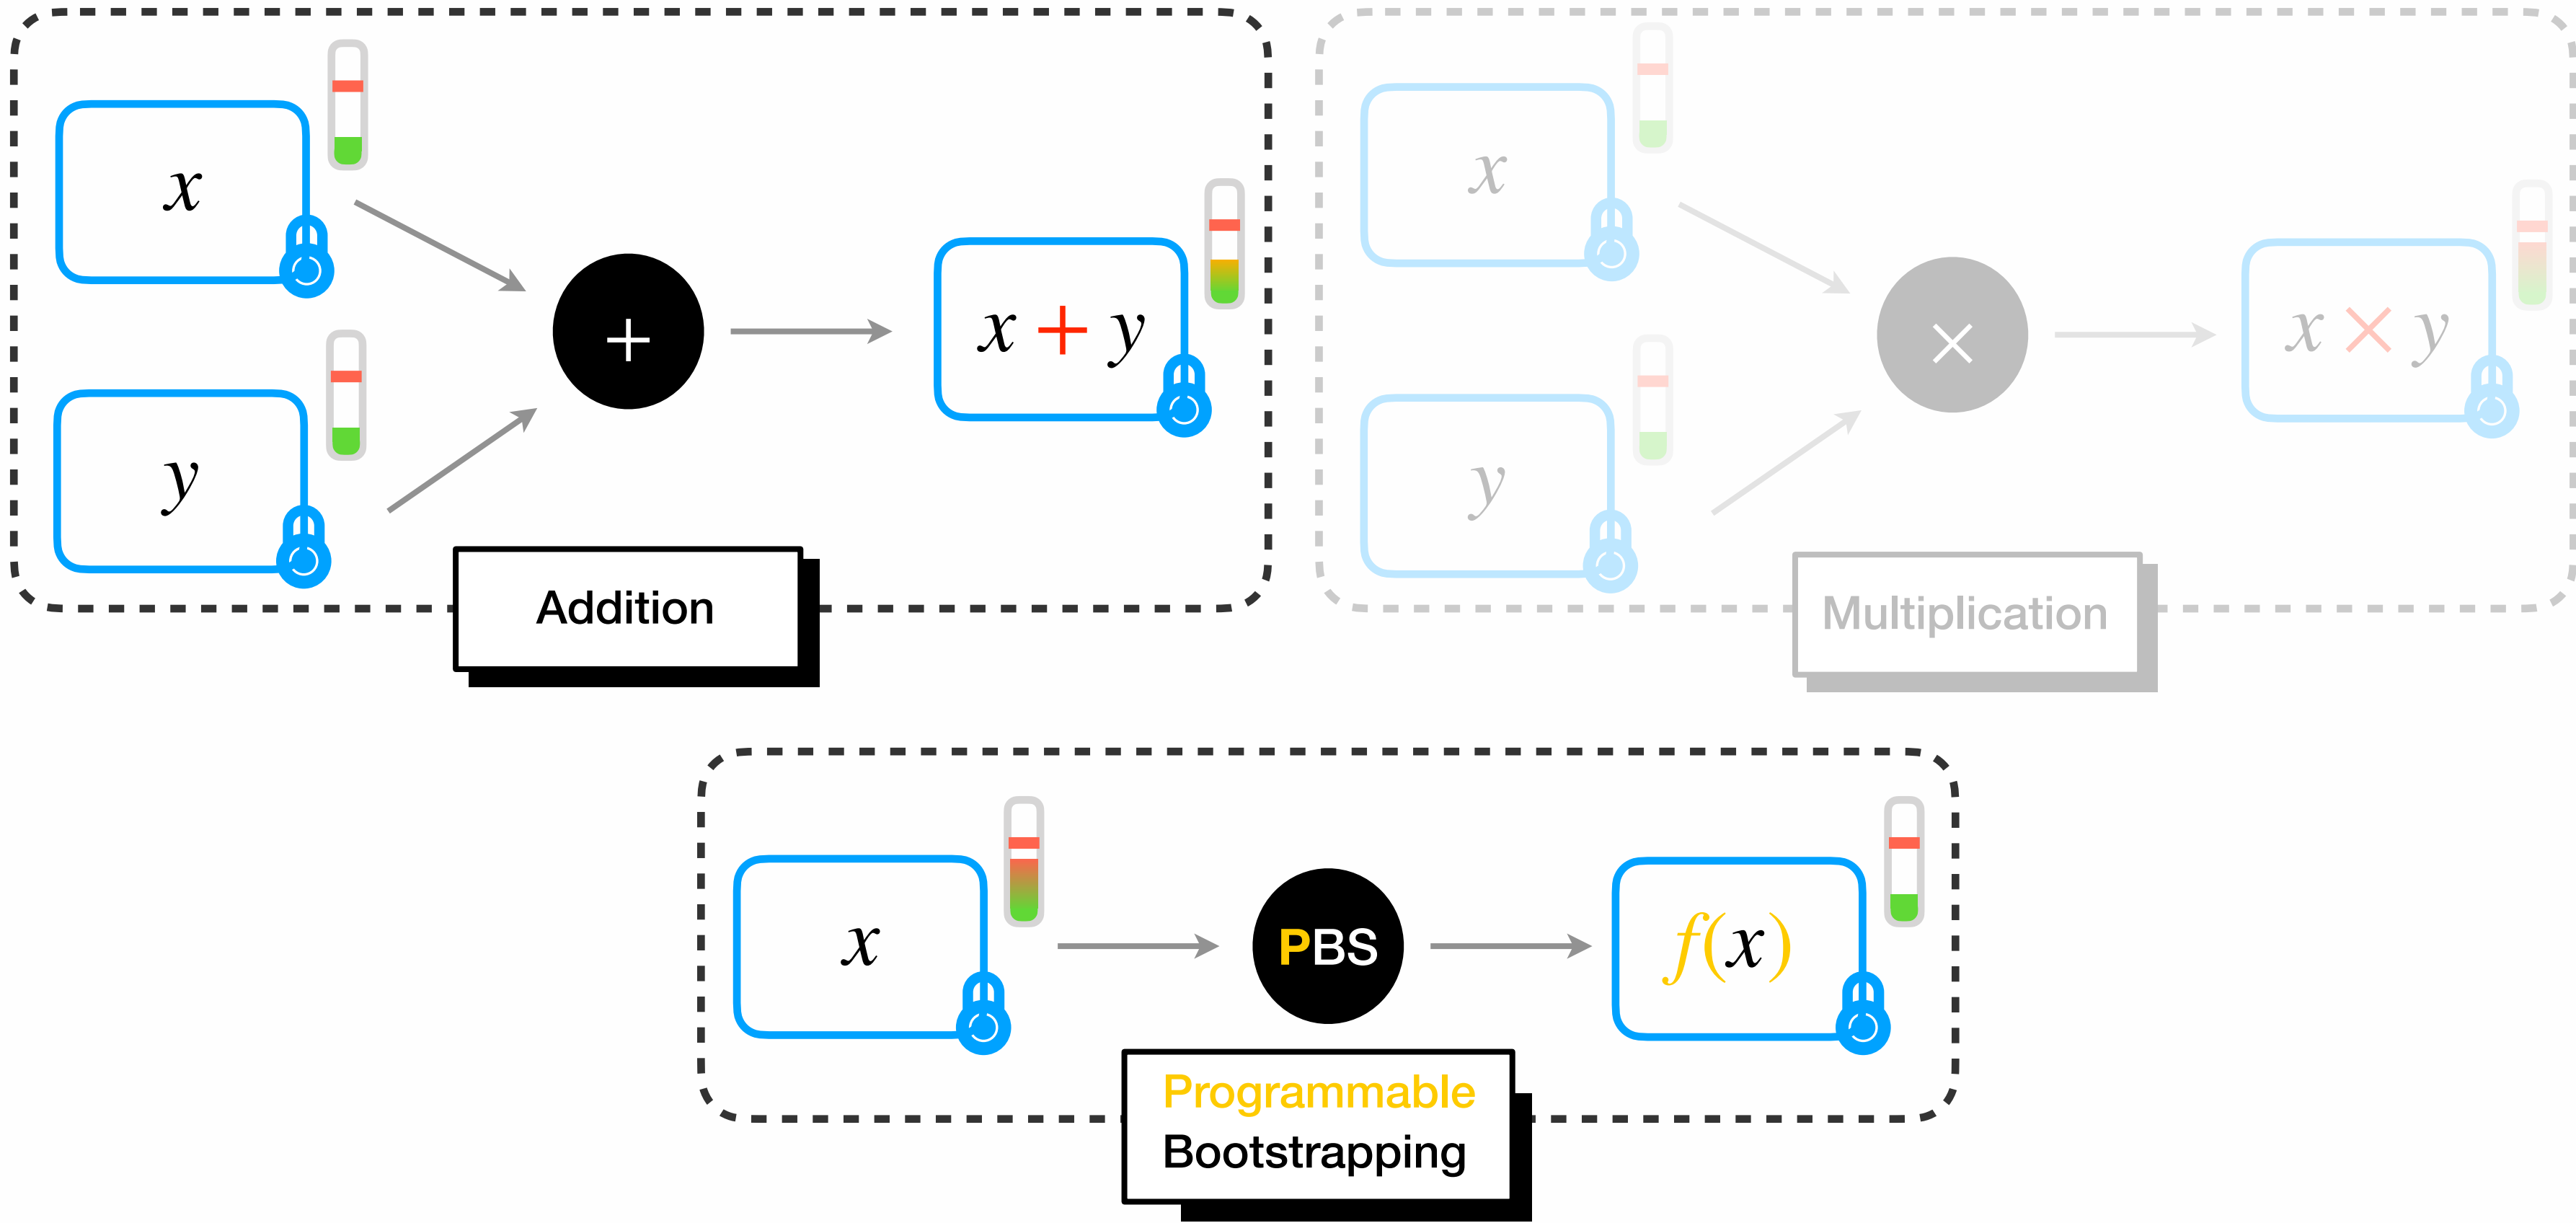 x
y
+
x + y
Addition
x
y
×
x × y
Multiplication
x
PBS
f(x)
Programmable
Bootstrapping